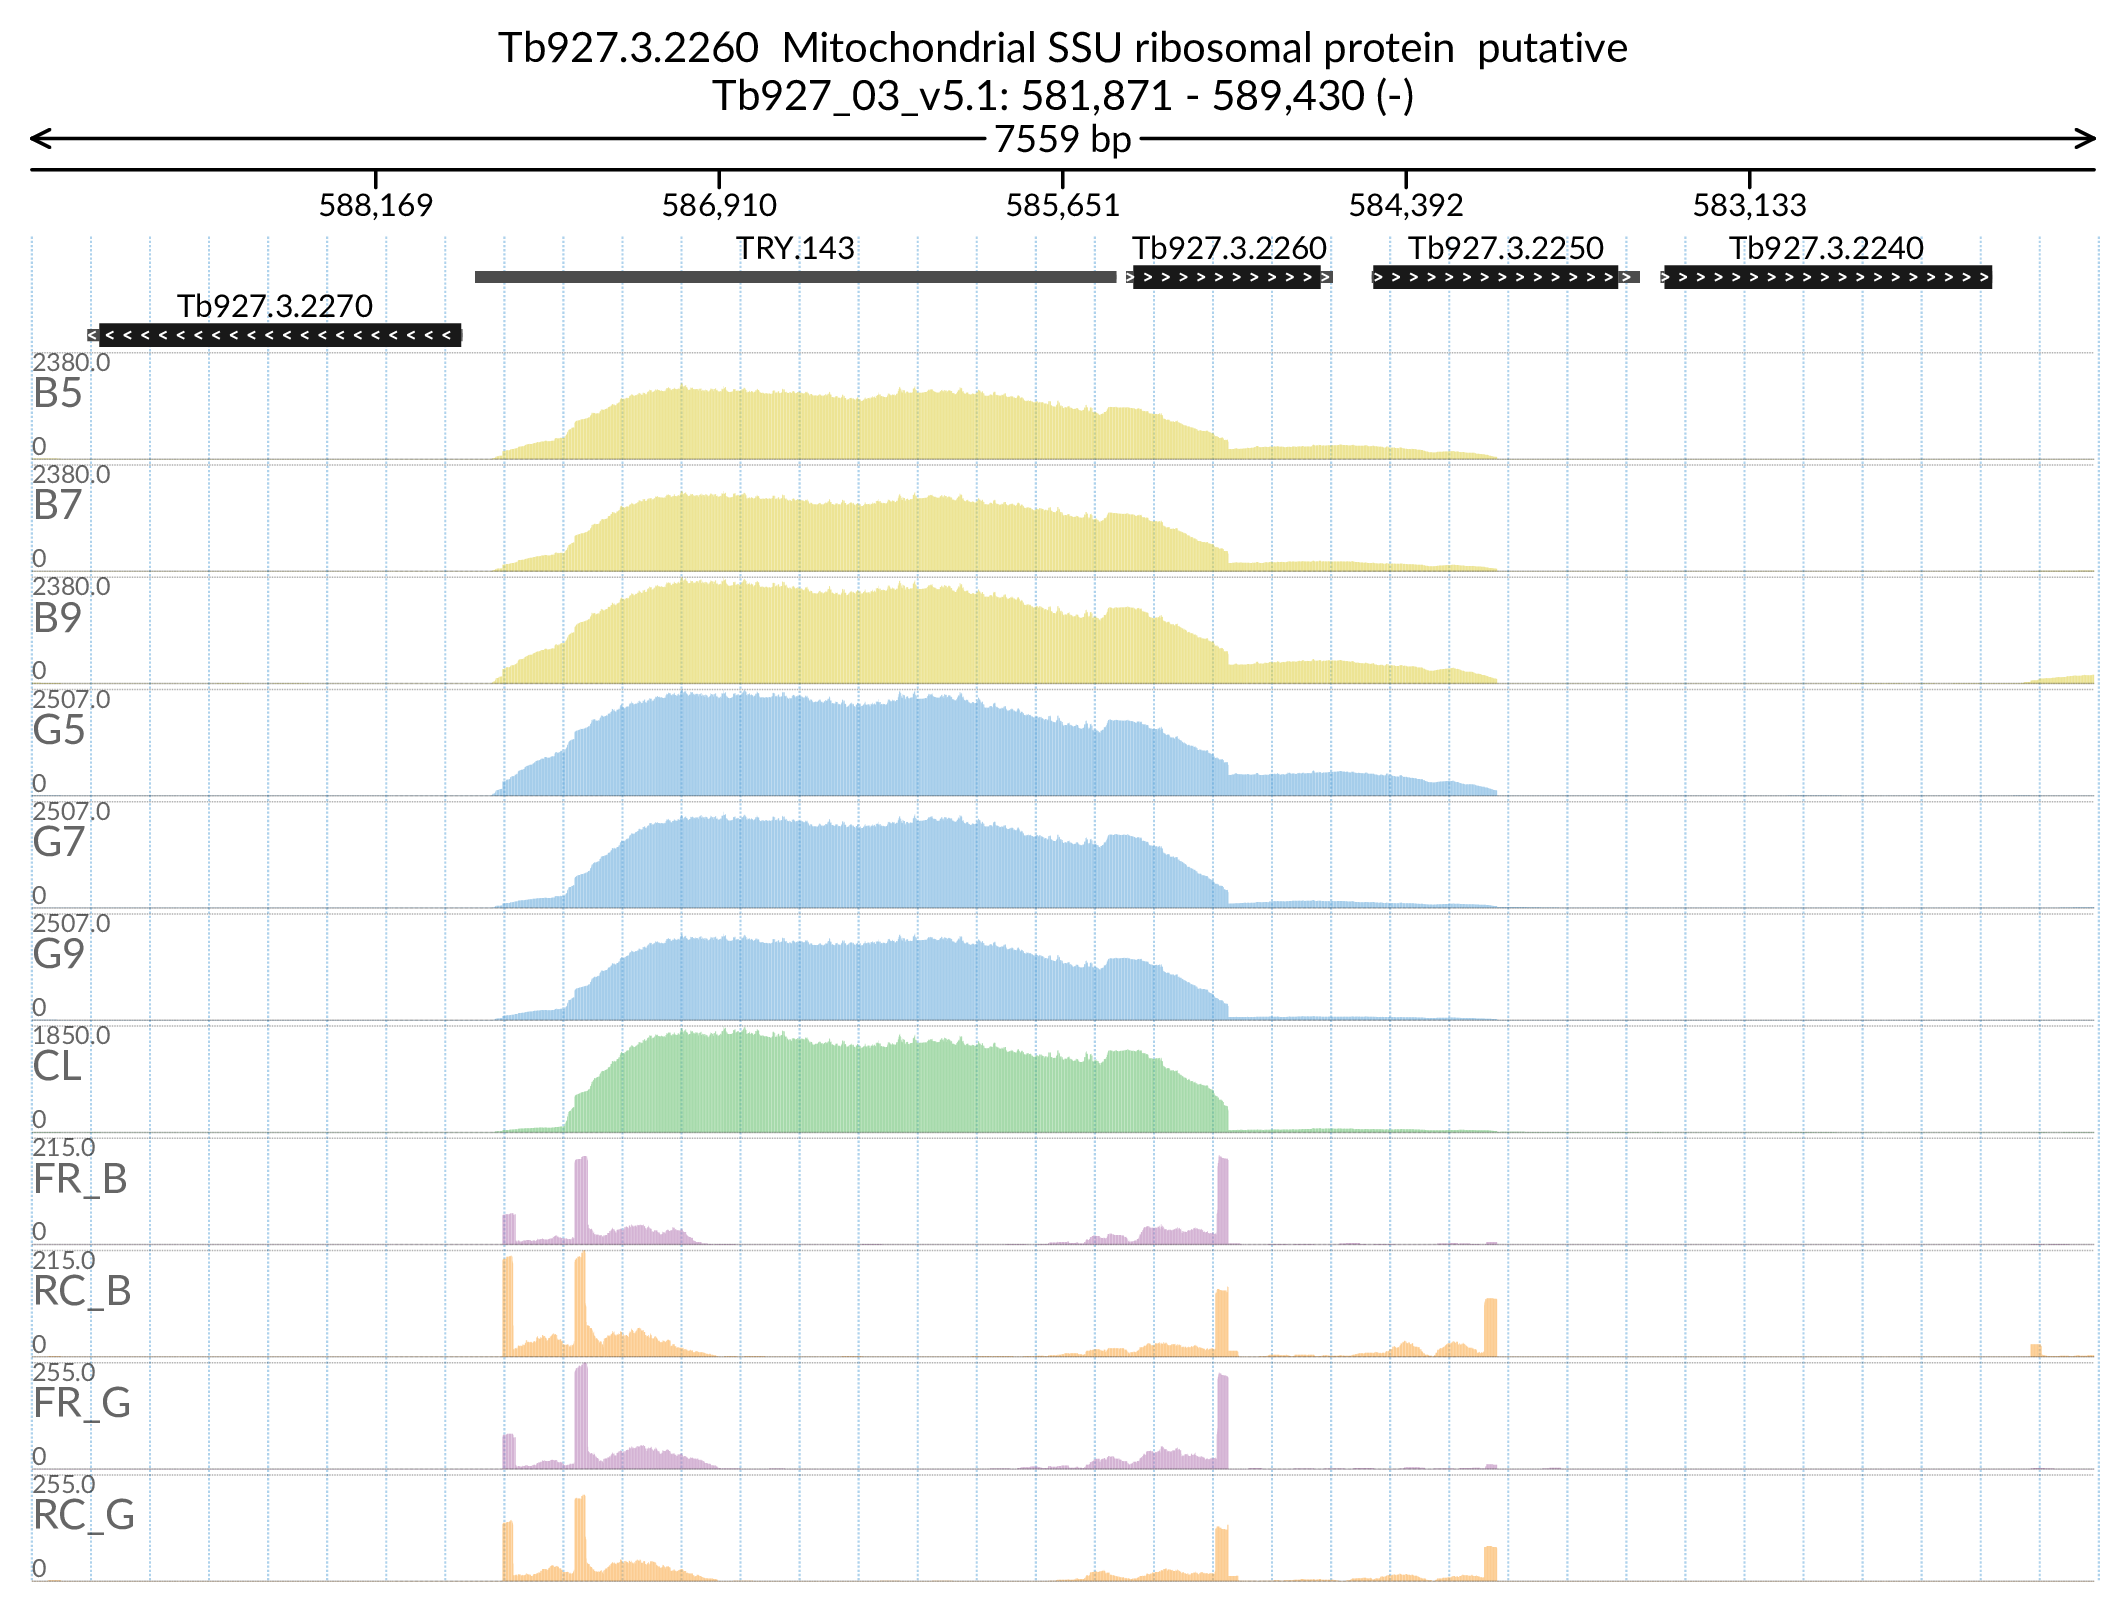 Tb927.3.2260  Mitochondrial SSU ribosomal protein  putative
Tb927_03_v5.1: 581,871 - 589,430 (-)
7559 bp
588,169 586,910 585,651 584,392 583,133
TRY.143 Tb927.3.2260 Tb927.3.2250 Tb927.3.2240
Tb927.3.2270
2380.0
B5
0
2380.0
B7
0
2380.0
B9
0
2507.0
G5
0
2507.0
G7
0
2507.0
G9
0
1850.0
CL
0
215.0
FR_B
0
215.0
RC_B
0
255.0
FR_G
0
255.0
RC_G
0